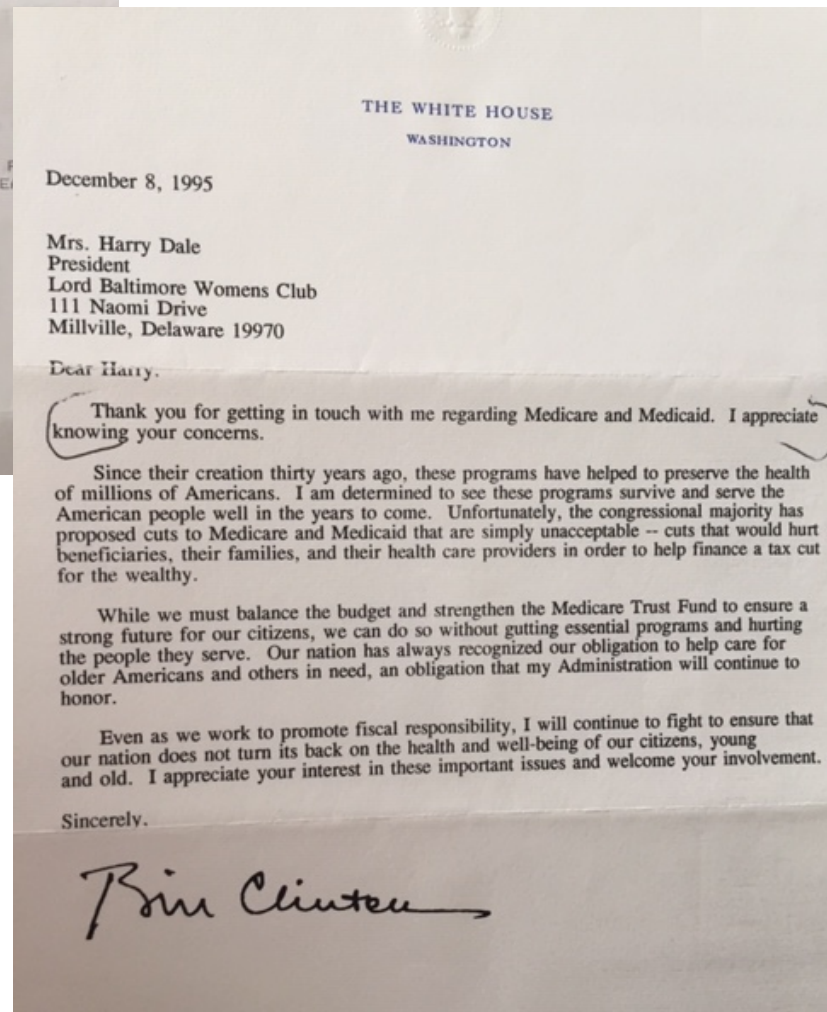 THE WHITE HOUSE
WASHINGTON
December 8, 1995
Mrs. Harry Dale
President
Lord Baltimore Womens Club
111 Naomi Drive
Millville, Delaware 19970
Dear Harry,
Thank you for getting in touch with me regarding Medicare and Medicaid. I appreciate
knowing your concerns.
Since their creation thirty years ago, these programs have helped to preserve the health
of millions of Americans. I am determined to see these programs survive and serve the
American people well in the years to come. Unfortunately, the congressional majority has
proposed cuts to Medicare and Medicaid that are simply unacceptable -- cuts that would hurt
beneficiaries, their families, and their health care providers in order to help finance a tax cut
for the wealthy.
While we must balance the budget and strengthen the Medicare Trust Fund to ensure a
strong future for our citizens, we can do so without gutting essential programs and hurting
the people they serve. Our nation has always recognized our obligation to help care for
older Americans and others in need, an obligation that my Administration will continue to
honor.
Even as we work to promote fiscal responsibility, I will continue to fight to ensure that
our nation does not turn its back on the health and well-being of our citizens, young
and old. I appreciate your interest in these important issues and welcome your involvement.
Sincerely,
Bill Clinton